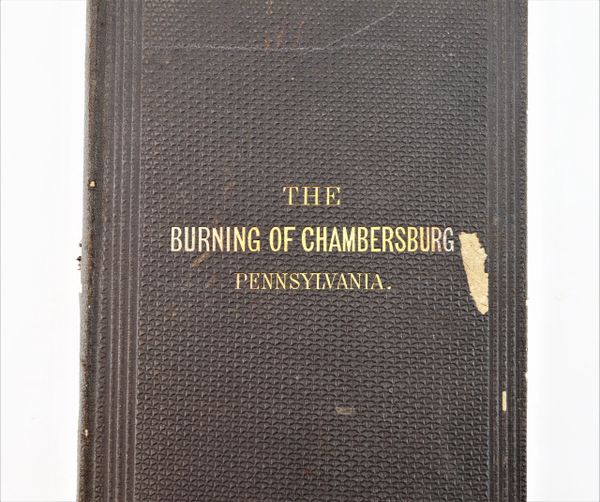 THE
BURNING OF CHAMBERSBURG
PENNSYLVANIA.